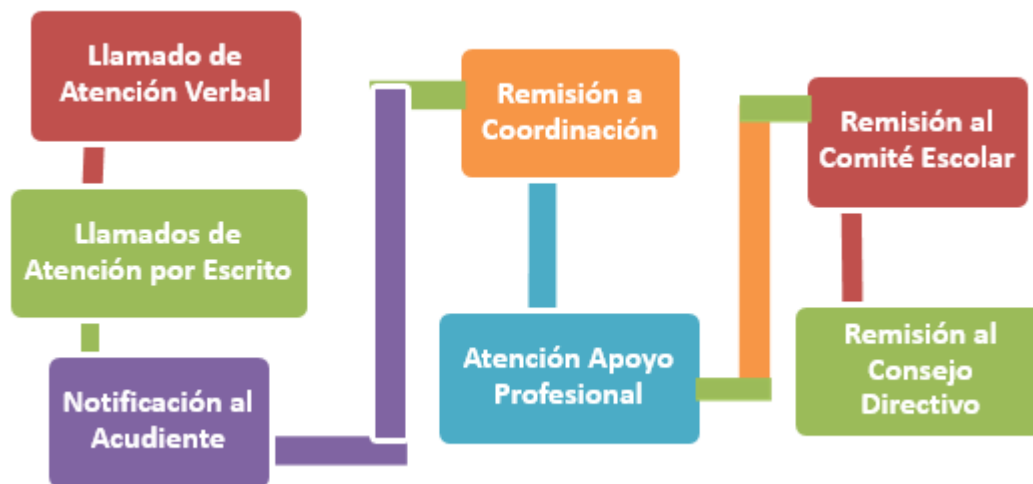 Llamado de
Atención Verbal
Llamados de
Atención por Escrito
Notificación al
Acudiente
Remisión a
Coordinación
Atención Apoyo
Profesional
Remisión al
Comité Escolar
Remisión al
Consejo
Directivo